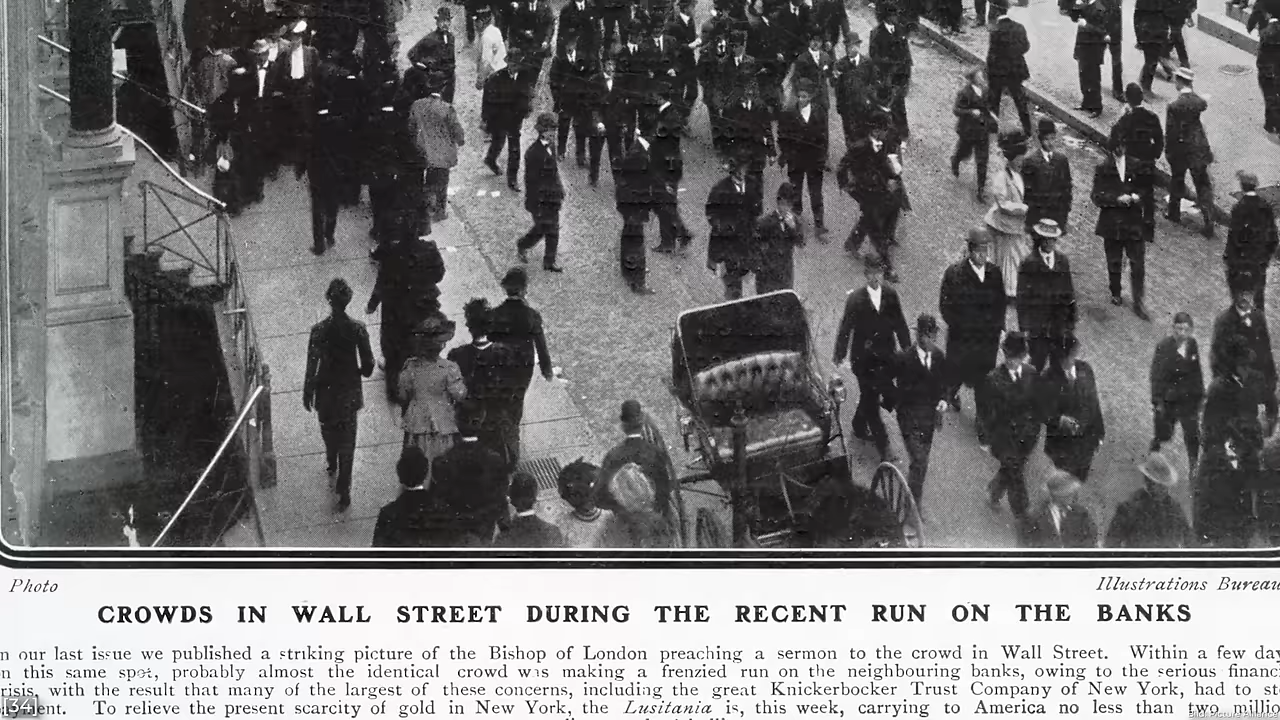 Photo
Illustrations Bureau
CROWDS IN WALL STREET DURING THE RECENT RUN ON THE BANKS
n our last issue we published a striking picture of the Bishop of London preaching a sermon to the crowd in Wall Street. Within a few day
n this same spot, probably almost the identical crowd was making a frenzied run on the neighbouring banks, owing to the serious financi
risis, with the result that many of the largest of these concerns, including the great Knickerbocker Trust Company of New York, had to
[34] To relieve the present scarcity of gold in New York, the Lusitania is, this week, carrying to America no less than two millio